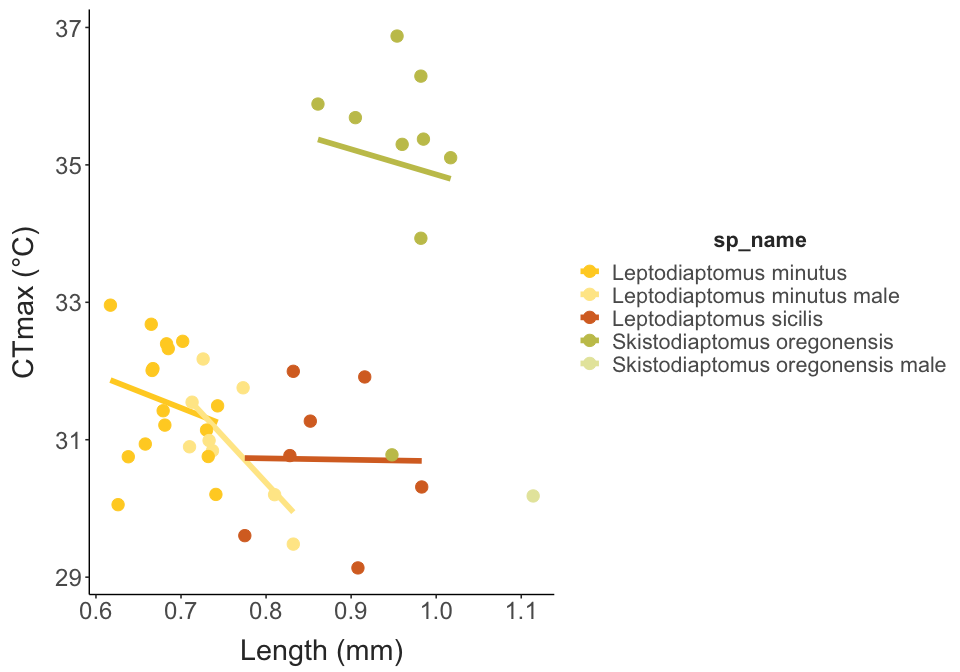 37
35
33
31
29
CTmax (°C)
0.6 0.7 0.8 0.9 1.0 1.1
Length (mm)
sp_name
Leptodiaptomus minutus
Leptodiaptomus minutus male
Leptodiaptomus sicilis
Skistodiaptomus oregonensis
Skistodiaptomus oregonensis male